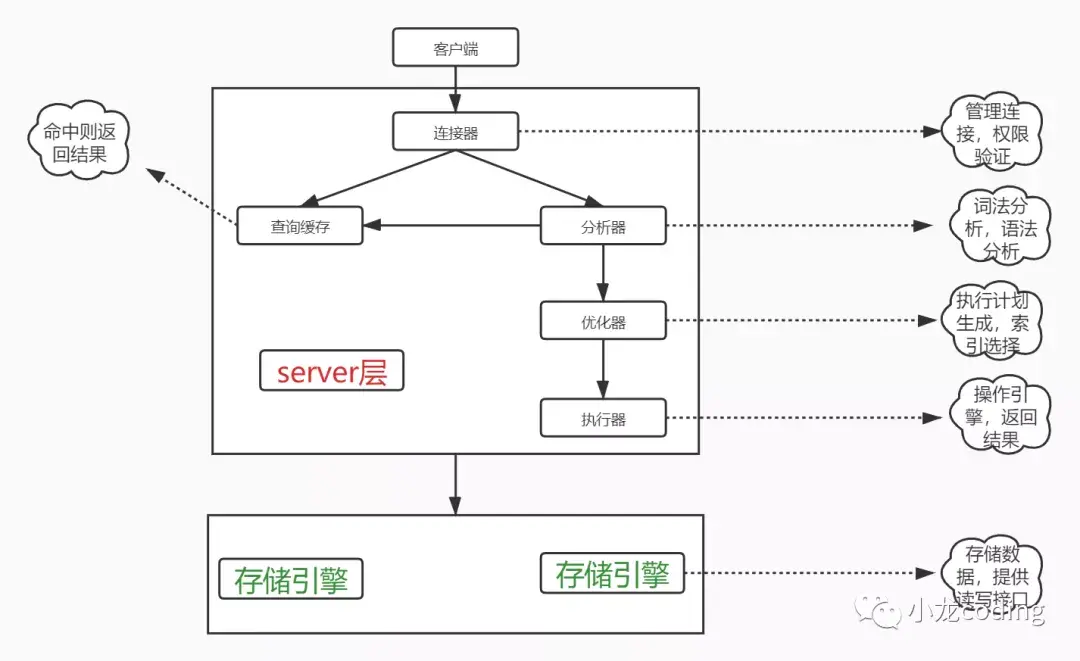 客户端
连接器
管理连
接，权限
验证
命中则返
回结果
查询缓存
分析器
词法分
析，语法
分析
优化器
执行计划
生成，索
引选择
server层
执行器
操作引
擎，返回
结果
存储引擎
存储引擎
存储数
据，提供
读写接口
小龙coding